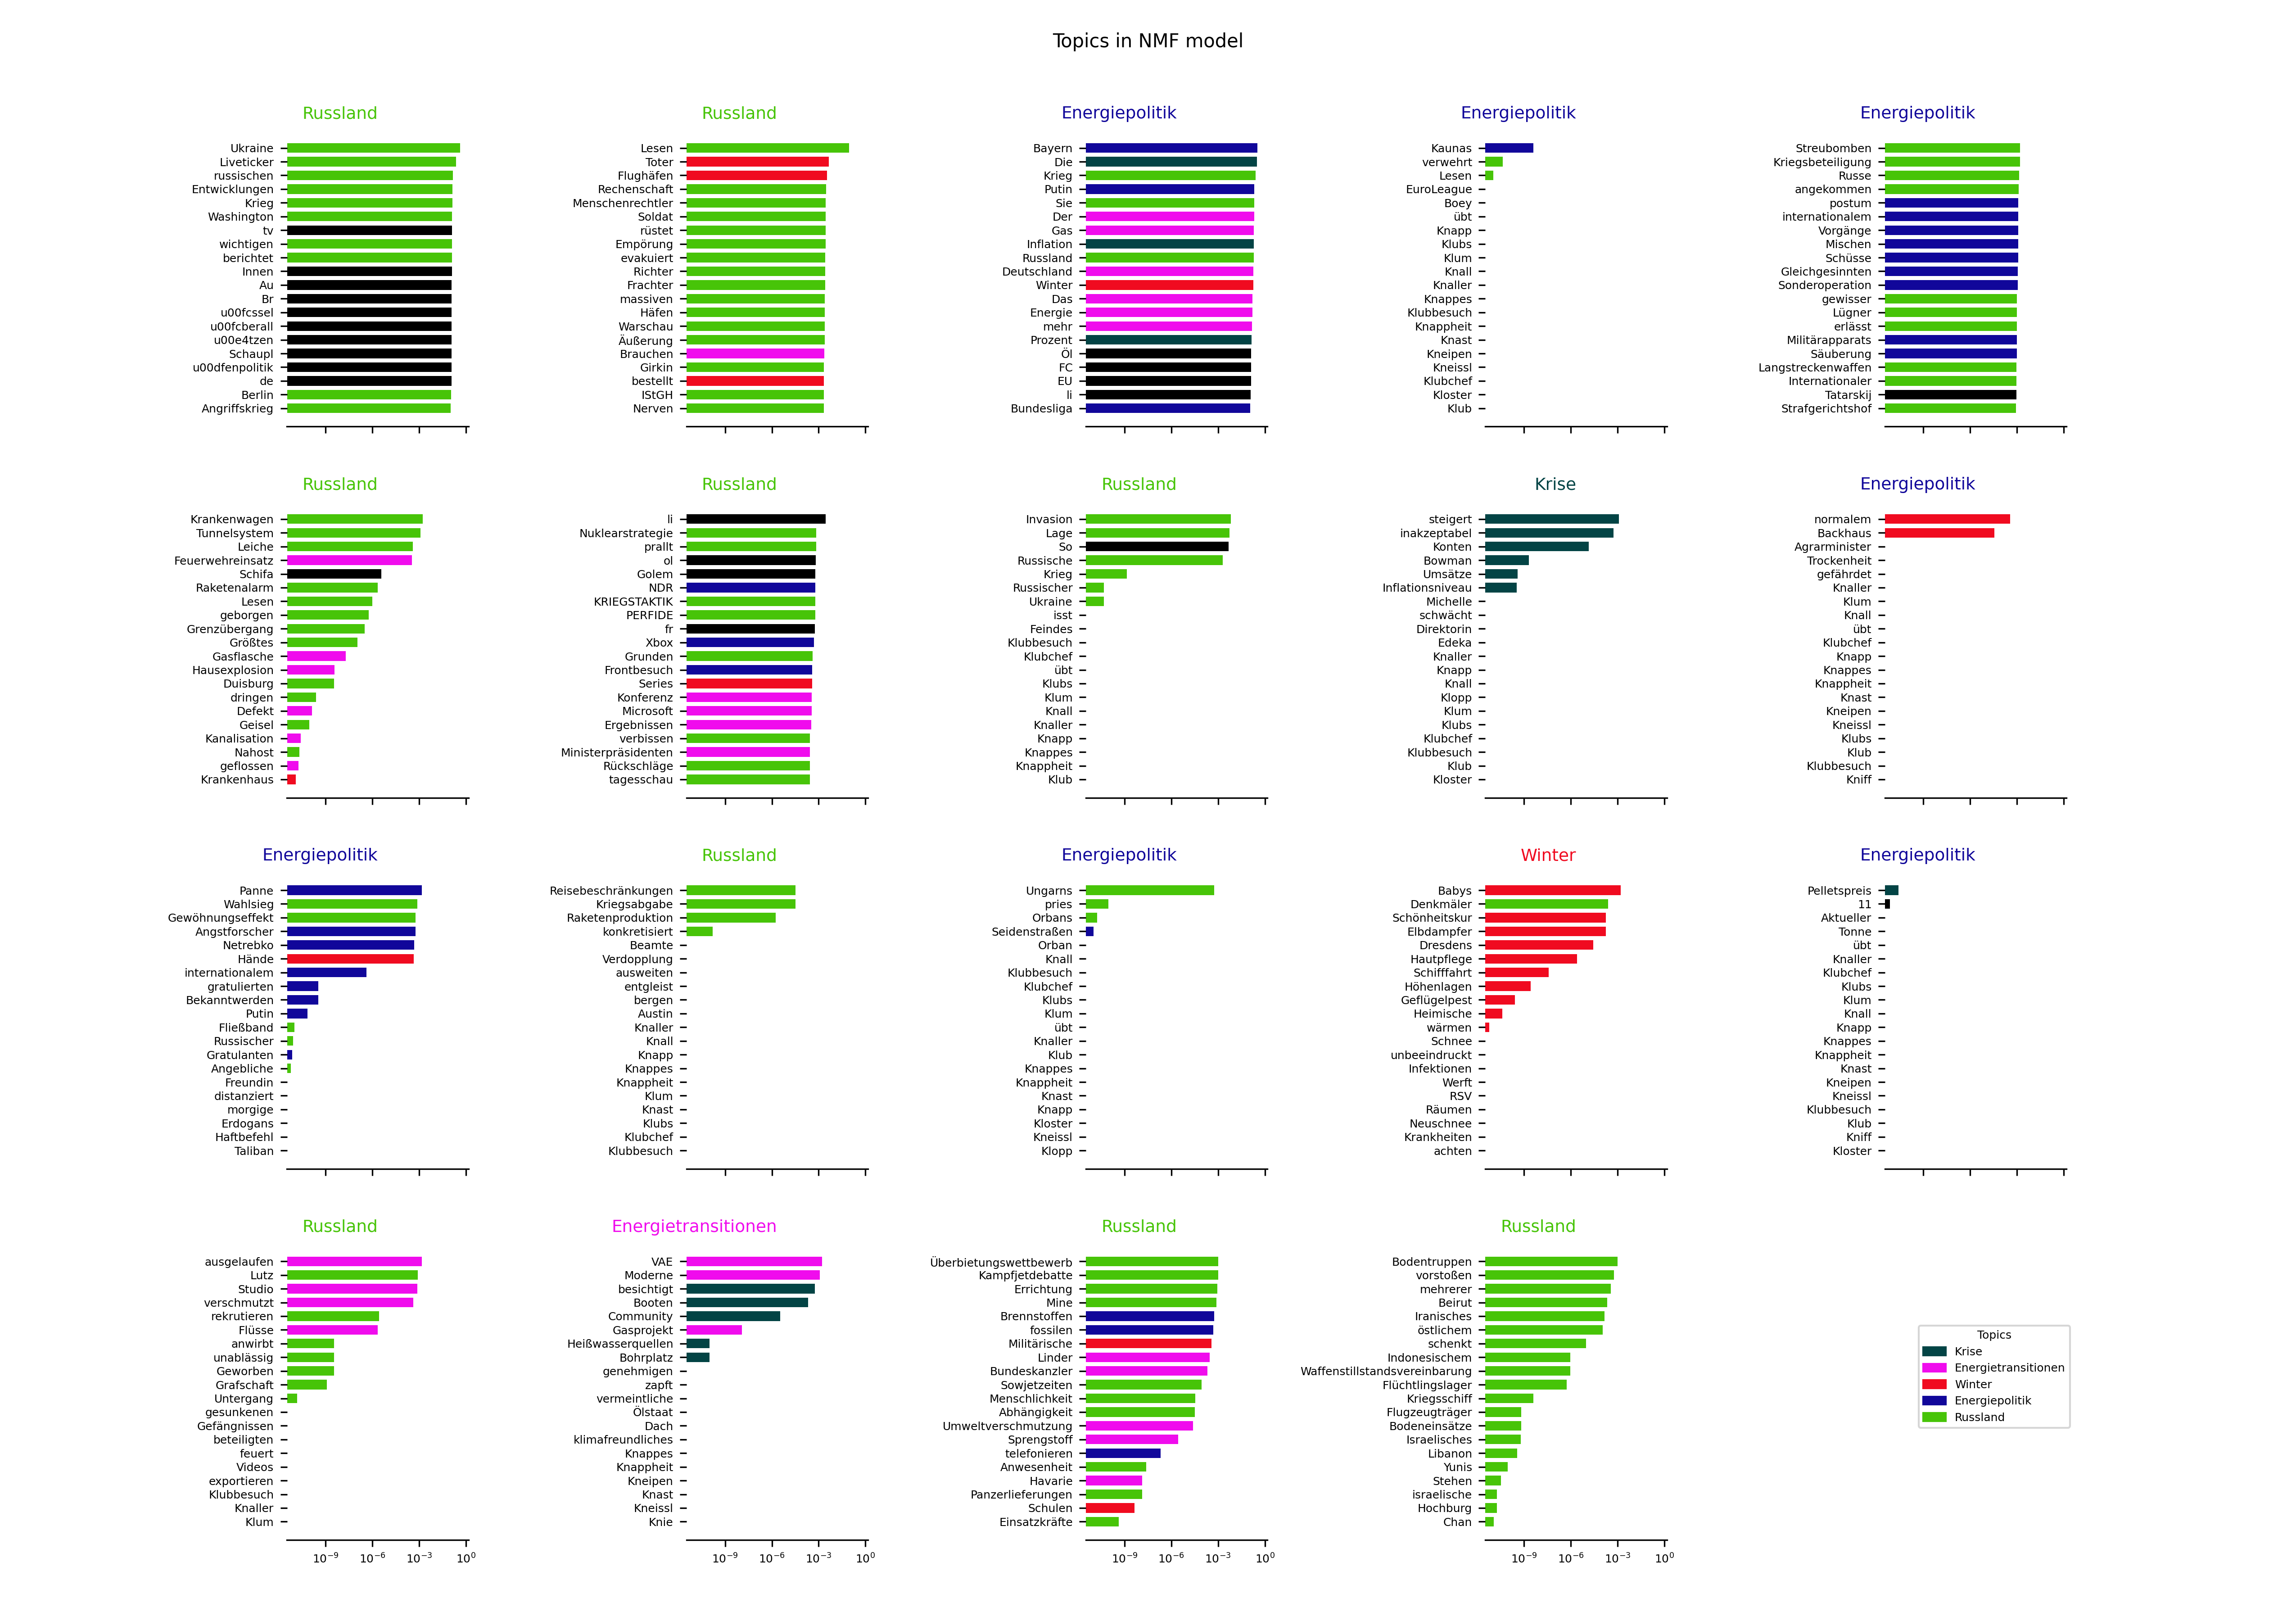 Topics in NMF model
Russland
Ukraine
Liveticker
russischen
Entwicklungen
Krieg
Washington
tv
wichtigen
berichtet
Innen
Au
Br
u00fcssel
u00fcberall
u00e4tzen
Schaupl
u00dfenpolitik
de
Berlin
Angriffskrieg
Russland
Lesen
Toter
Flughäfen
Rechenschaft
Menschenrechtler
Soldat
rüstet
Empörung
evakuiert
Richter
Frachter
massiven
Häfen
Warschau
Äußerung
Brauchen
Girkin
bestellt
IStGH
Nerven
Energiepolitik
Bayern
Die
Krieg
Putin
Sie
Der
Gas
Inflation
Russland
Deutschland
Winter
Das
Energie
mehr
Prozent
Öl
FC
EU
li
Bundesliga
Energiepolitik
Kaunas
verwehrt
Lesen
EuroLeague
Boey
übt
Knapp
Klubs
Klum
Knall
Knaller
Knappes
Klubbesuch
Knappheit
Knast
Kneipen
Kneissl
Klubchef
Kloster
Klub
Energiepolitik
Streubomben
Kriegsbeteiligung
Russe
angekommen
postum
internationalem
Vorgänge
Mischen
Schüsse
Gleichgesinnten
Sonderoperation
gewisser
Lügner
erlässt
Militärapparats
Säuberung
Langstreckenwaffen
Internationaler
Tatarskij
Strafgerichtshof
Russland
Krankenwagen
Tunnelsystem
Leiche
Feuerwehreinsatz
Schifa
Raketenalarm
Lesen
geborgen
Grenzübergang
Größtes
Gasflasche
Hausexplosion
Duisburg
dringen
Defekt
Geisel
Kanalisation
Nahost
geflossen
Krankenhaus
Russland
li
Nuklearstrategie
prallt
ol
Golem
NDR
KRIEGSTAKTIK
PERFIDE
fr
Xbox
Grunden
Frontbesuch
Series
Konferenz
Microsoft
Ergebnissen
verbissen
Ministerpräsidenten
Rückschläge
tagesschau
Russland
Invasion
Lage
So
Russische
Krieg
Russischer
Ukraine
isst
Feindes
Klubbesuch
Klubchef
übt
Klubs
Klum
Knall
Knaller
Knapp
Knappes
Knappheit
Klub
Krise
steigert
inakzeptabel
Konten
Bowman
Umsätze
Inflationsniveau
Michelle
schwächt
Direktorin
Edeka
Knaller
Knapp
Knall
Klopp
Klum
Klubs
Klubchef
Klubbesuch
Klub
Kloster
Energiepolitik
normalem
Backhaus
Agrarminister
Trockenheit
gefährdet
Knaller
Klum
Knall
übt
Klubchef
Knapp
Knappes
Knappheit
Knast
Kneipen
Kneissl
Klubs
Klub
Klubbesuch
Kniff
Energiepolitik
Panne
Wahlsieg
Gewöhnungseffekt
Angstforscher
Netrebko
Hände
internationalem
gratulierten
Bekanntwerden
Putin
Fließband
Russischer
Gratulanten
Angebliche
Freundin
distanziert
morgige
Erdogans
Haftbefehl
Taliban
Russland
Reisebeschränkungen
Kriegsabgabe
Raketenproduktion
konkretisiert
Beamte
Verdopplung
ausweiten
entgleist
bergen
Austin
Knaller
Knall
Knapp
Knappes
Knappheit
Klum
Knast
Klubs
Klubchef
Klubbesuch
Energiepolitik
Ungarns
pries
Orbans
Seidenstraßen
Orban
Knall
Klubbesuch
Klubchef
Klubs
Klum
übt
Knaller
Klub
Knappes
Knappheit
Knast
Knapp
Kloster
Kneissl
Klopp
Winter
Babys
Denkmäler
Schönheitskur
Elbdampfer
Dresdens
Hautpflege
Schifffahrt
Höhenlagen
Geflügelpest
Heimische
wärmen
Schnee
unbeeindruckt
Infektionen
Werft
RSV
Räumen
Neuschnee
Krankheiten
achten
Energiepolitik
Pelletspreis
11
Aktueller
Tonne
übt
Knaller
Klubchef
Klubs
Klum
Knall
Knapp
Knappes
Knappheit
Knast
Kneipen
Kneissl
Klubbesuch
Klub
Kniff
Kloster
Russland
ausgelaufen
Lutz
Studio
verschmutzt
rekrutieren
Flüsse
anwirbt
unablässig
Geworben
Grafschaft
Untergang
gesunkenen
Gefängnissen
beteiligten
feuert
Videos
exportieren
Klubbesuch
Knaller
Klum
10⁻⁹ 10⁻⁶ 10⁻³ 10⁰
Energietransitionen
VAE
Moderne
besichtigt
Booten
Community
Gasprojekt
Heißwasserquellen
Bohrplatz
genehmigen
zapft
vermeintliche
Ölstaat
Dach
klimafreundliches
Knappes
Knappheit
Kneipen
Knast
Kneissl
Knie
10⁻⁹ 10⁻⁶ 10⁻³ 10⁰
Russland
Überbietungswettbewerb
Kampfjetdebatte
Errichtung
Mine
Brennstoffen
fossilen
Militärische
Linder
Bundeskanzler
Sowjetzeiten
Menschlichkeit
Abhängigkeit
Umweltverschmutzung
Sprengstoff
telefonieren
Anwesenheit
Havarie
Panzerlieferungen
Schulen
Einsatzkräfte
10⁻⁹ 10⁻⁶ 10⁻³ 10⁰
Russland
Bodentruppen
vorstoßen
mehrerer
Beirut
Iranisches
östlichem
schenkt
Indonesischem
Waffenstillstandsvereinbarung
Flüchtlingslager
Kriegsschiff
Flugzeugträger
Bodeneinsätze
Israelisches
Libanon
Yunis
Stehen
israelische
Hochburg
Chan
10⁻⁹ 10⁻⁶ 10⁻³ 10⁰
Topics
Krise
Energietransitionen
Winter
Energiepolitik
Russland